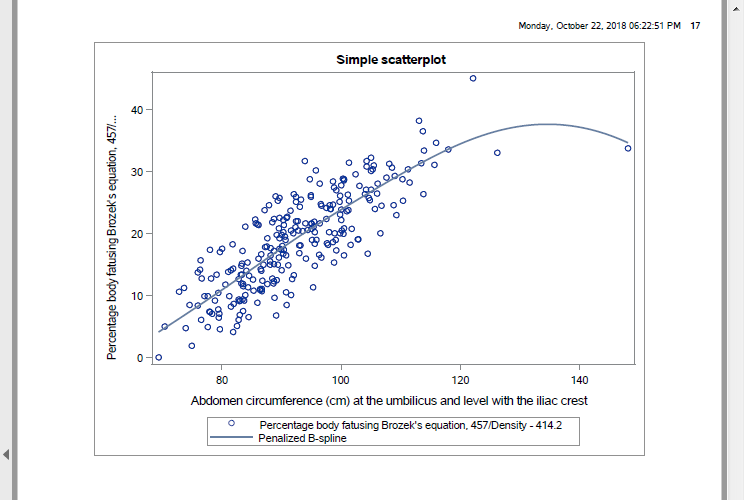 Monday, October 22, 2018 06:22:51 PM 17
Simple scatterplot
Percentage body fatusing Brozek's equation, 457/...
40
30
20
10
0
80 100 120 140
Abdomen circumference (cm) at the umbilicus and level with the iliac crest
Percentage body fatusing Brozek's equation, 457/Density - 414.2
Penalized B-spline